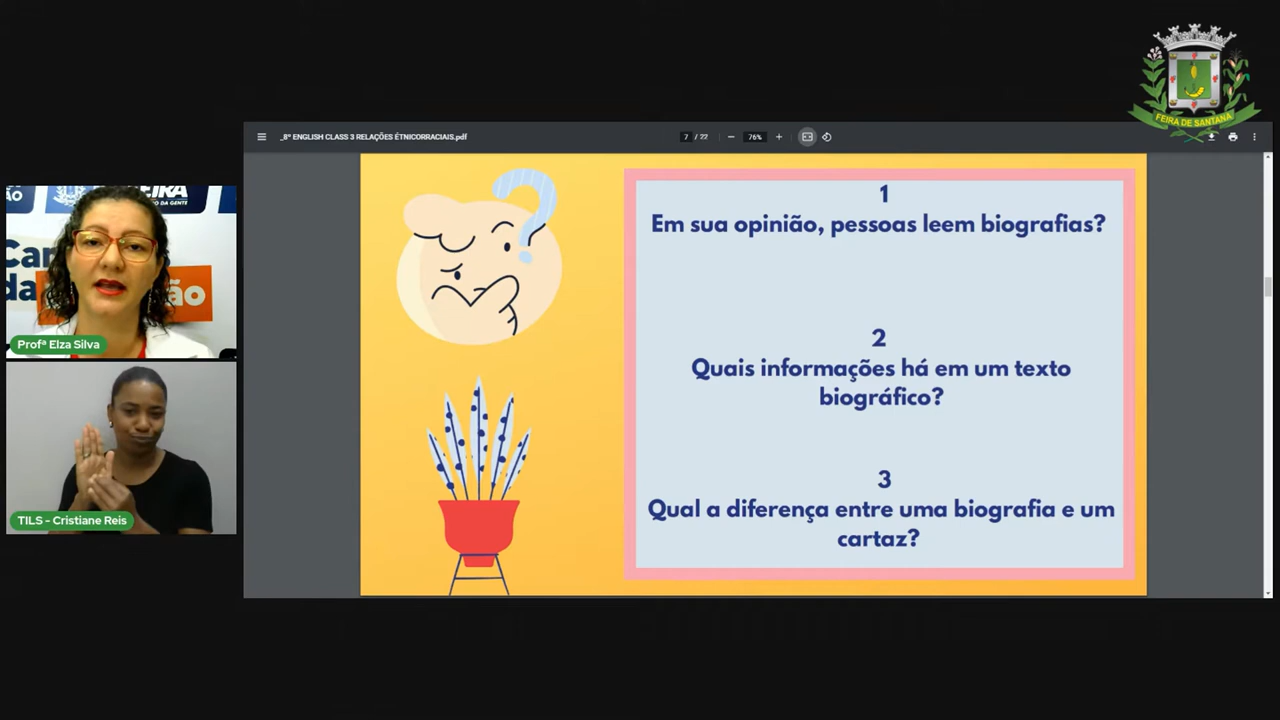 FEIRA DE SANTANA
_8º ENGLISH CLASS 3 RELAÇÕES ÉTNICORRACIAIS.pdf
7 / 22
76%
1
Em sua opinião, pessoas leem biografias?
2
Quais informações há em um texto
biográfico?
3
Qual a diferença entre uma biografia e um
cartaz?
Profª Elza Silva
TILS - Cristiane Reis